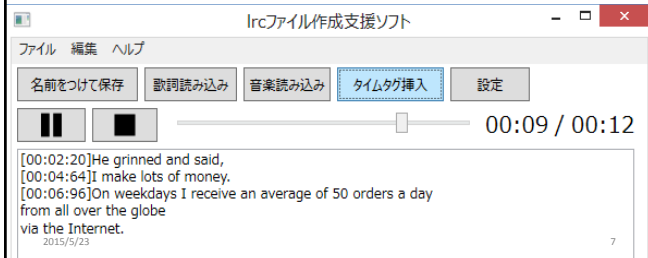 lrcファイル作成支援ソフト
ファイル 編集 ヘルプ
名前をつけて保存 歌詞読み込み 音楽読み込み タイムタグ挿入 設定
00:09 / 00:12
[00:02:20]He grinned and said,
[00:04:64]I make lots of money.
[00:06:96]On weekdays I receive an average of 50 orders a day
from all over the globe
via the Internet.
2015/5/23 7